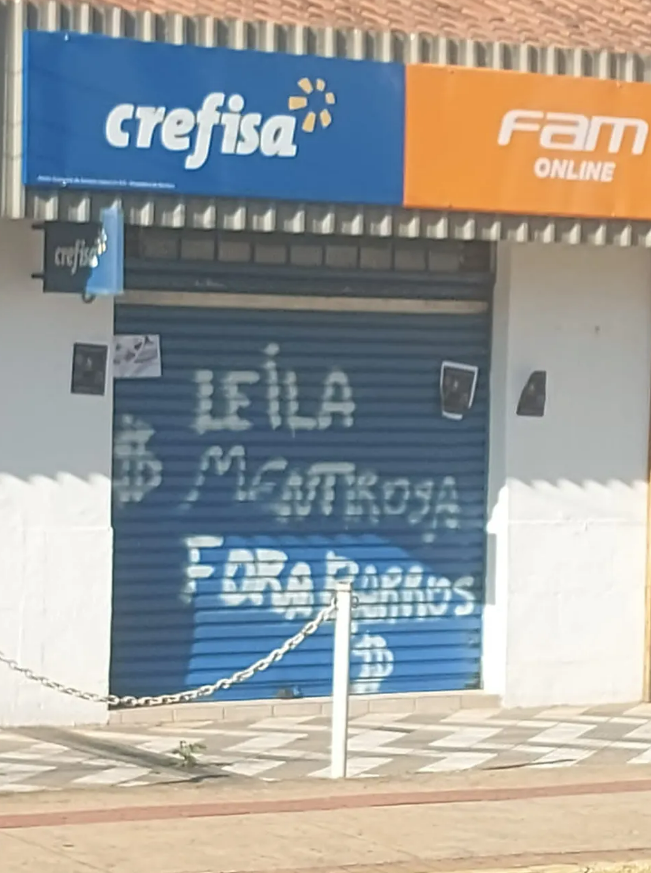 crefisa
fam
ONLINE
crefisa
LEILA
$ MENTIROSA
FORA BARROS
$